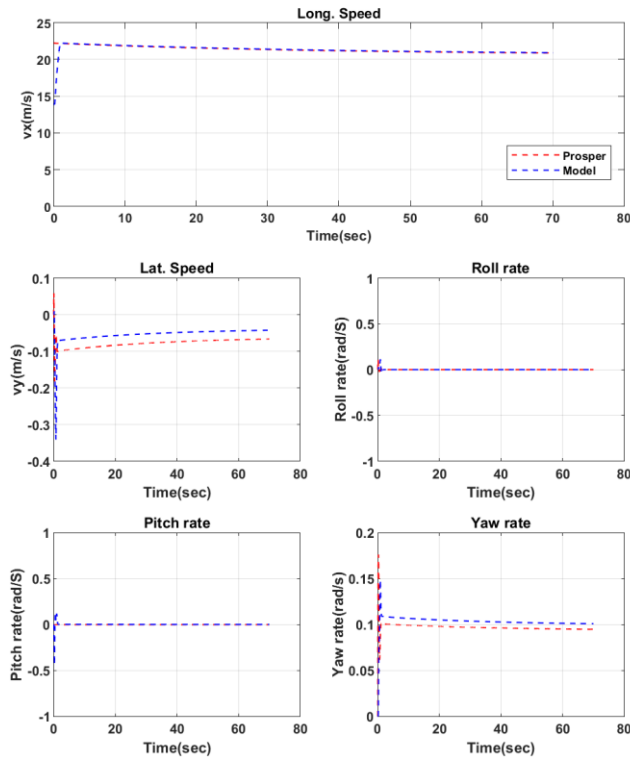 Long. Speed
25
20
15
10
5
0
vx(m/s)
Prosper
Model
0 10 20 30 40 50 60 70 80
Time(sec)
Lat. Speed
0.1
0
-0.1
-0.2
-0.3
-0.4
vy(m/s)
0 20 40 60 80
Time(sec)
Roll rate
1
0.5
0
-0.5
-1
Roll rate(rad/S)
0 20 40 60 80
Time(sec)
Pitch rate
1
0.5
0
-0.5
-1
Pitch rate(rad/S)
0 20 40 60 80
Time(sec)
Yaw rate
0.2
0.15
0.1
0.05
0
Yaw rate(rad/s)
0 20 40 60 80
Time(sec)